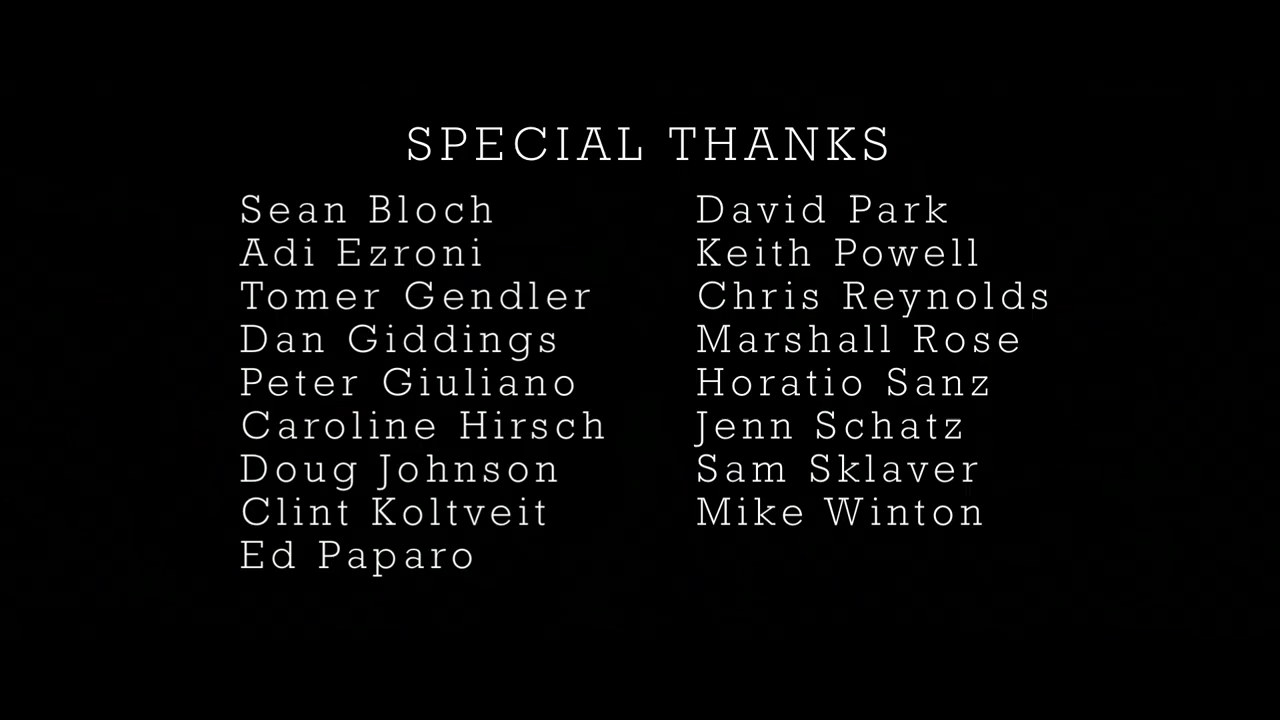 SPECIAL THANKS
Sean Bloch
Adi Ezroni
Tomer Gendler
Dan Giddings
Peter Giuliano
Caroline Hirsch
Doug Johnson
Clint Koltveit
Ed Paparo
David Park
Keith Powell
Chris Reynolds
Marshall Rose
Horatio Sanz
Jenn Schatz
Sam Sklaver
Mike Winton